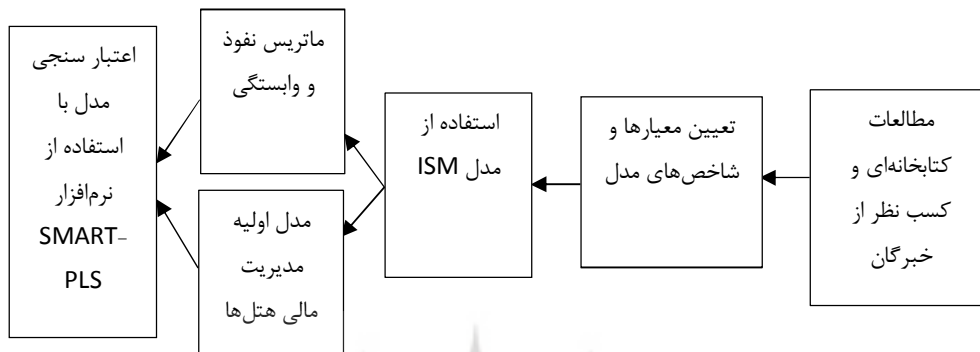 مطالعات
کتابخانه‌ای و
کسب نظر از
خبرگان
تعیین معیارها و
شاخص‌های مدل
استفاده از
مدل ISM
ماتریس نفوذ
و وابستگی
مدل اولیه
مدیریت
مالی هتل‌ها
اعتبار سنجی
مدل با
استفاده از
نرم‌افزار
SMART-
PLS